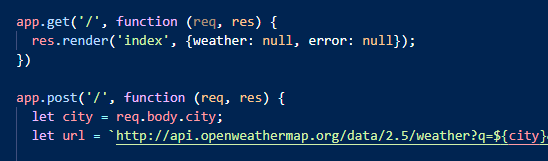 app.get('/', function (req, res) {
res.render('index', {weather: null, error: null});
})
app.post('/', function (req, res) {
let city = req.body.city;
let url = `http://api.openweathermap.org/data/2.5/weather?q=${city}